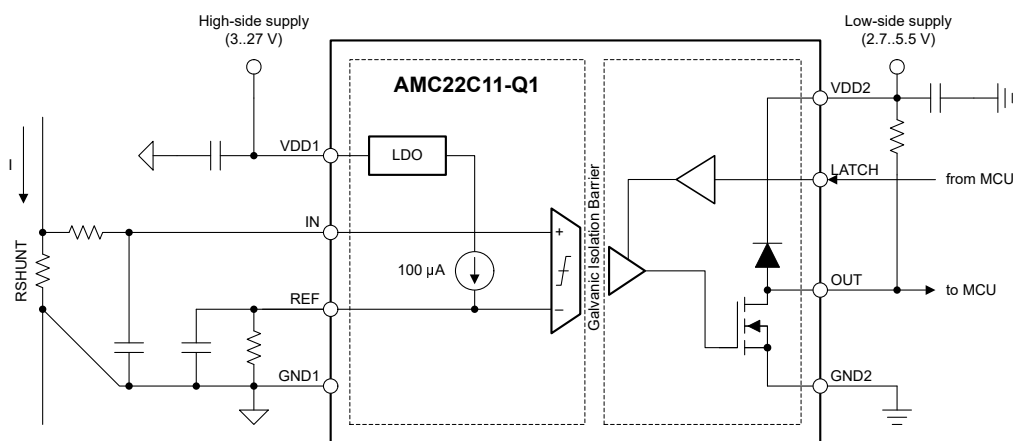 High-side supply
(3..27 V)
Low-side supply
(2.7..5.5 V)
AMC22C11-Q1
VDD1
LDO
VDD2
LATCH
from MCU
I
IN
RSHUNT
100 µA
+
Galvanic Isolation Barrier
REF
–
OUT
to MCU
GND1
GND2